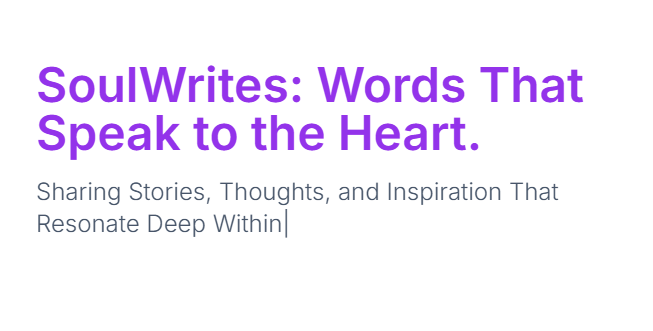 SoulWrites: Words That
Speak to the Heart.
Sharing Stories, Thoughts, and Inspiration That
Resonate Deep Within|